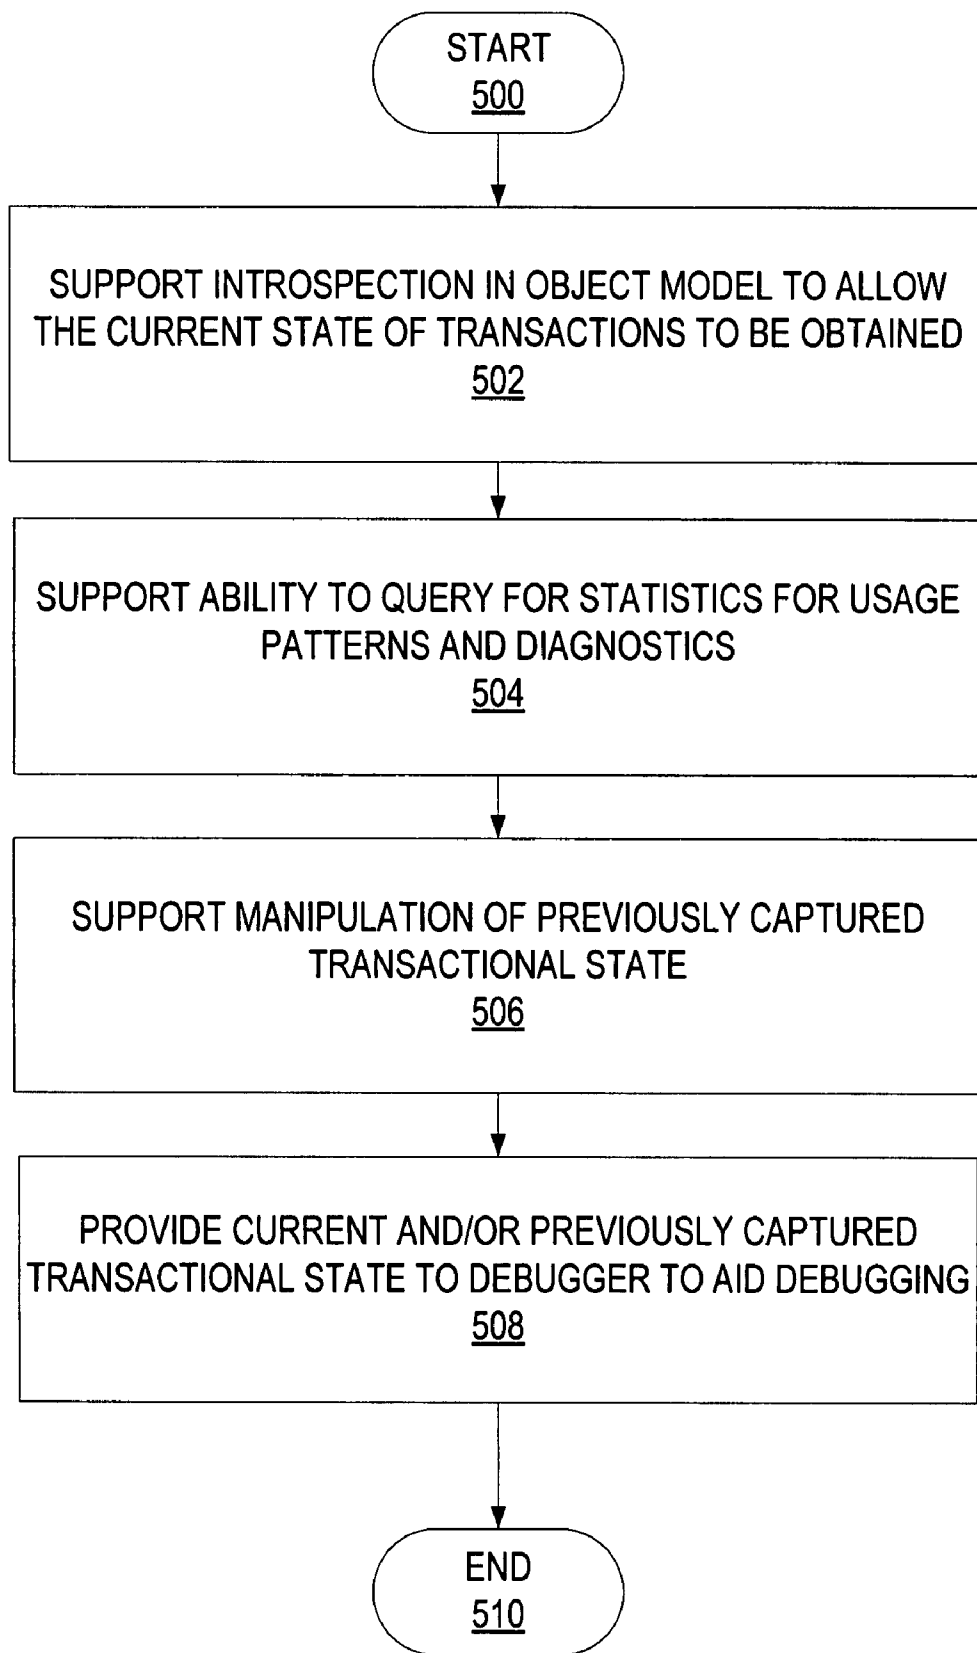 START
500
SUPPORT INTROSPECTION IN OBJECT MODEL TO ALLOW
THE CURRENT STATE OF TRANSACTIONS TO BE OBTAINED
502
SUPPORT ABILITY TO QUERY FOR STATISTICS FOR USAGE
PATTERNS AND DIAGNOSTICS
504
SUPPORT MANIPULATION OF PREVIOUSLY CAPTURED
TRANSACTIONAL STATE
506
PROVIDE CURRENT AND/OR PREVIOUSLY CAPTURED
TRANSACTIONAL STATE TO DEBUGGER TO AID DEBUGGING
508
END
510